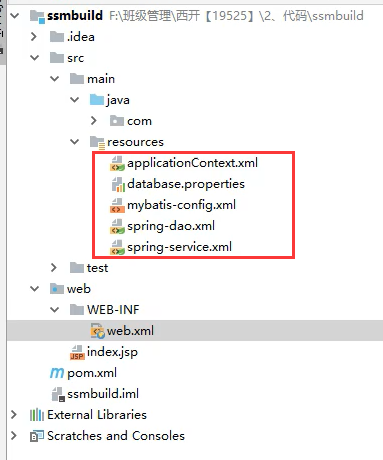 ssmbuild F:\班级管理\西开【19525】\2、代码\ssmbuild
.idea
src
main
java
com
resources
applicationContext.xml
database.properties
mybatis-config.xml
spring-dao.xml
spring-service.xml
test
web
WEB-INF
web.xml
index.jsp
pom.xml
ssmbuild.iml
External Libraries
Scratches and Consoles